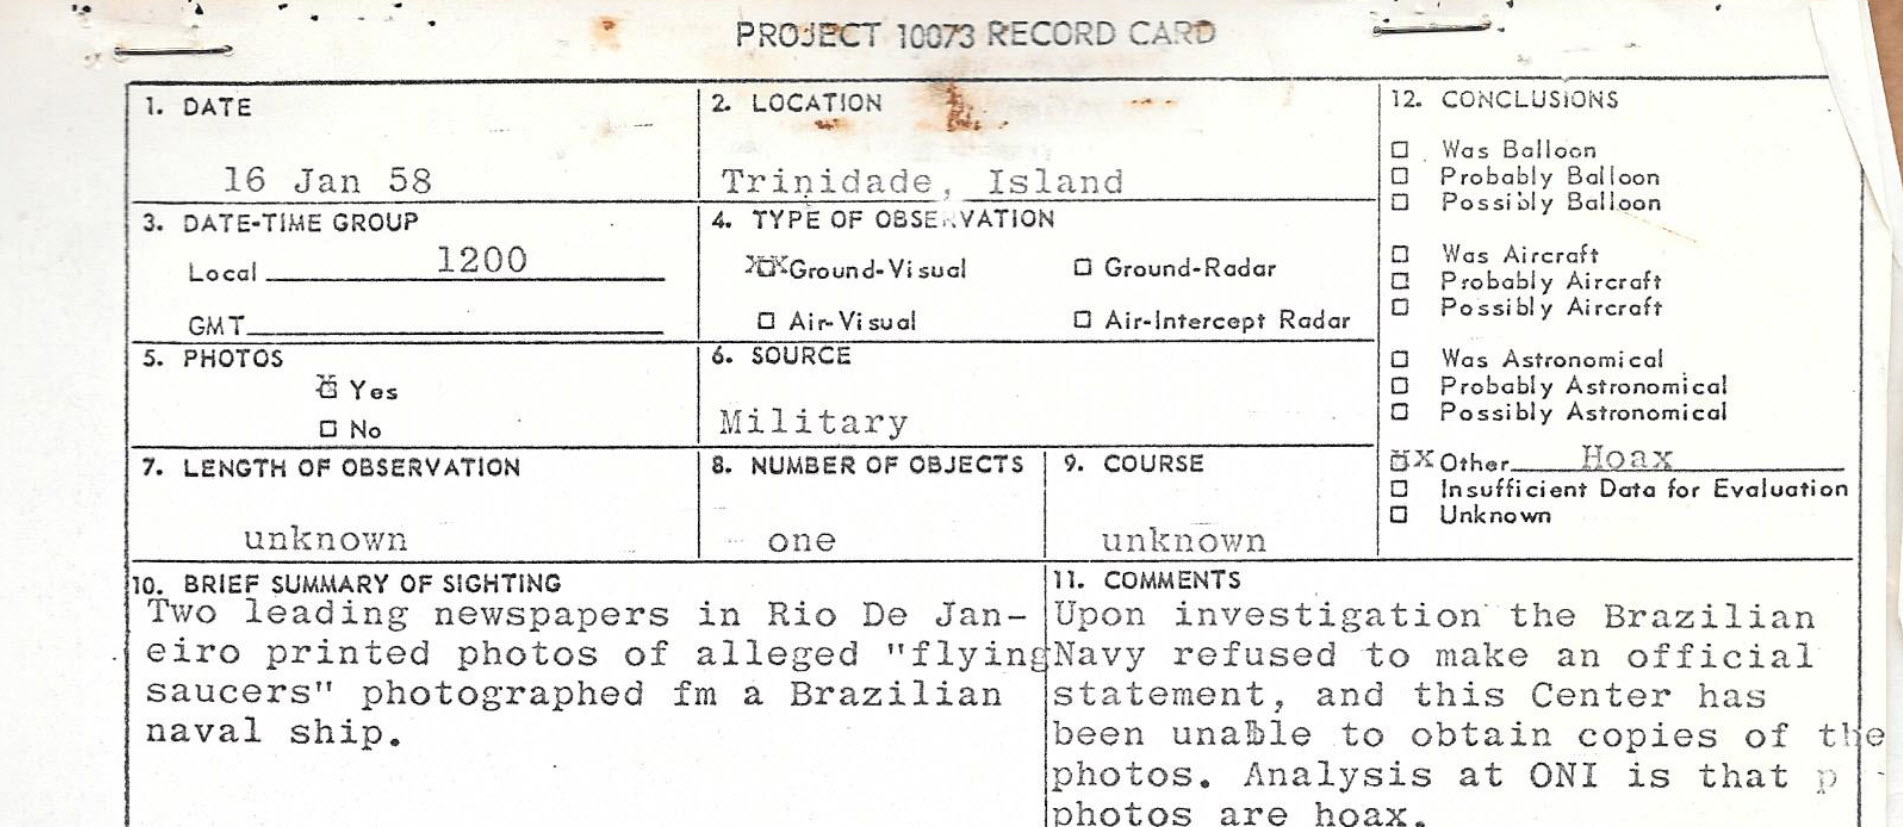 PROJECT 10073 RECORD CARD
1. DATE
16 Jan 58
2. LOCATION
Trinidade, Island
3. DATE-TIME GROUP
Local 1200
GMT
4. TYPE OF OBSERVATION
XX Ground-Visual
Ground-Radar
Air-Visual
Air-Intercept Radar
5. PHOTOS
X Yes
No
6. SOURCE
Military
7. LENGTH OF OBSERVATION
unknown
8. NUMBER OF OBJECTS
one
9. COURSE
unknown
10. BRIEF SUMMARY OF SIGHTING
Two leading newspapers in Rio De Jan-
eiro printed photos of alleged "flying
saucers" photographed fm a Brazilian
naval ship.
11. COMMENTS
Upon investigation the Brazilian
Navy refused to make an official
statement, and this Center has
been unable to obtain copies of the
photos. Analysis at ONI is that p
photos are hoax.
12. CONCLUSIONS
Was Balloon
Probably Balloon
Possibly Balloon
Was Aircraft
Probably Aircraft
Possibly Aircraft
Was Astronomical
Probably Astronomical
Possibly Astronomical
XX Other Hoax
Insufficient Data for Evaluation
Unknown